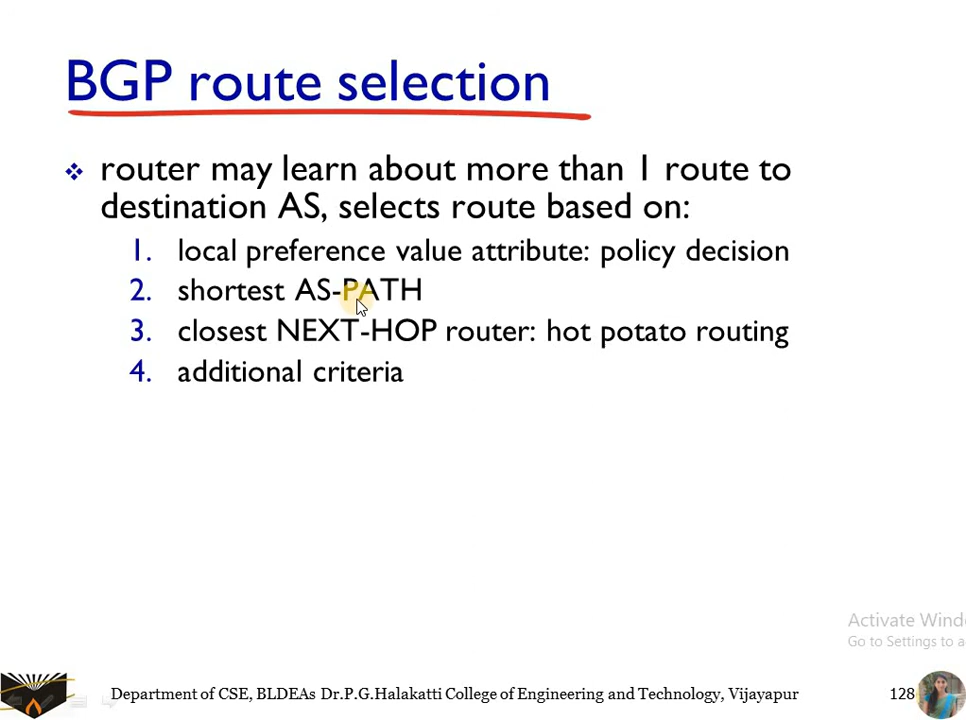 BGP route selection
❖ router may learn about more than 1 route to
destination AS, selects route based on:
1. local preference value attribute: policy decision
2. shortest AS-PATH
3. closest NEXT-HOP router: hot potato routing
4. additional criteria
Activate Wind
Go to Settings to a
Department of CSE, BLDEAs Dr.P.G.Halakatti College of Engineering and Technology, Vijayapur 128